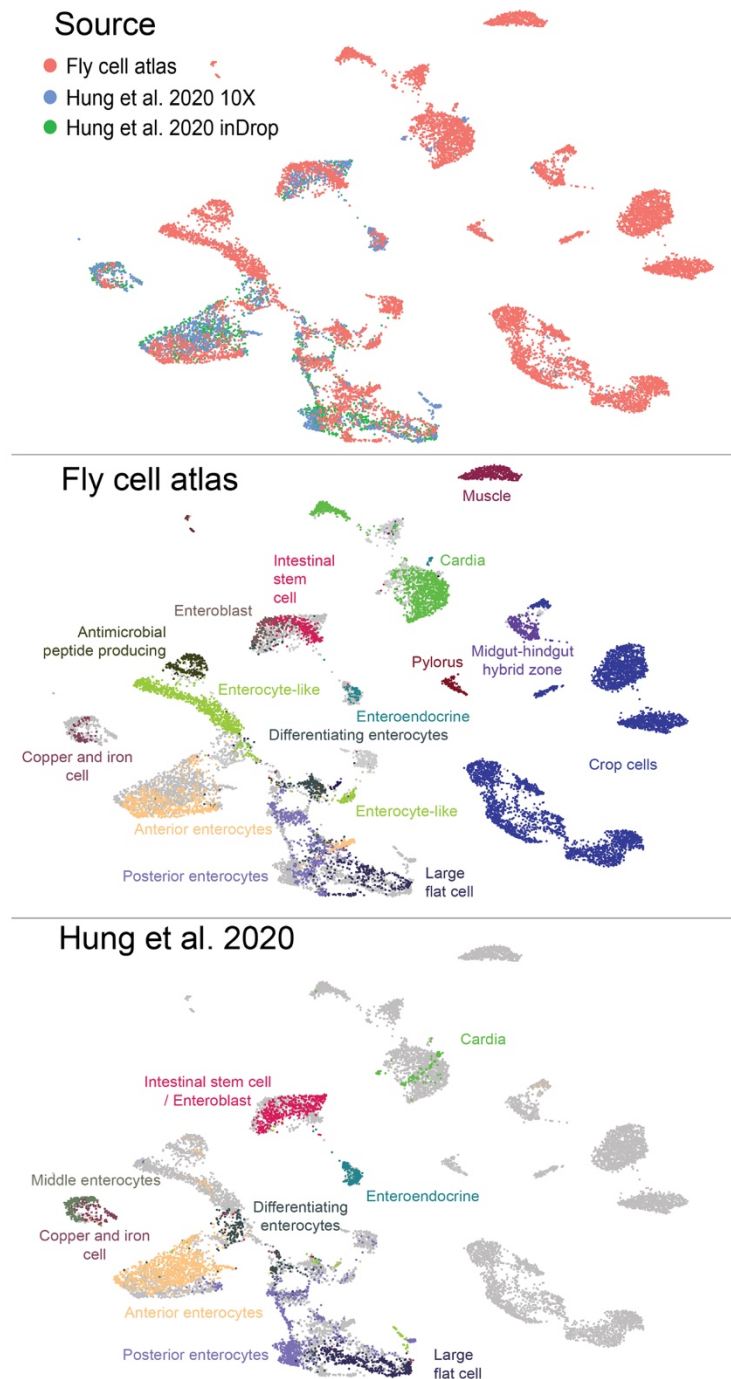 Source
Fly cell atlas
Hung et al. 2020 10X
Hung et al. 2020 inDrop
Fly cell atlas
Muscle
Cardia
Intestinal
stem
cell
Enteroblast
Antimicrobial
peptide producing
Midgut-hindgut
hybrid zone
Pylorus
Enterocyte-like
Enteroendocrine
Differentiating enterocytes
Copper and iron
cell
Crop cells
Enterocyte-like
Anterior enterocytes
Posterior enterocytes
Large
flat cell
Hung et al. 2020
Cardia
Intestinal stem cell
/ Enteroblast
Middle enterocytes
Enteroendocrine
Differentiating
enterocytes
Copper and iron
cell
Anterior enterocytes
Posterior enterocytes
Large
flat cell